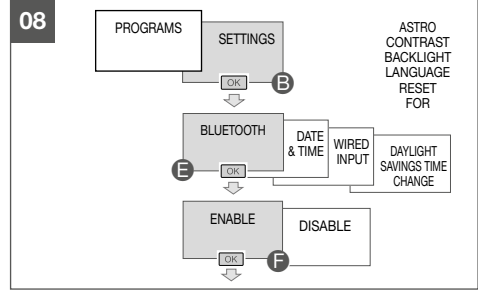 08
PROGRAMS
SETTINGS
OK
B
ASTRO
CONTRAST
BACKLIGHT
LANGUAGE
RESET
FOR
BLUETOOTH
OK
E
DATE
& TIME
WIRED
INPUT
DAYLIGHT
SAVINGS TIME
CHANGE
ENABLE
OK
F
DISABLE